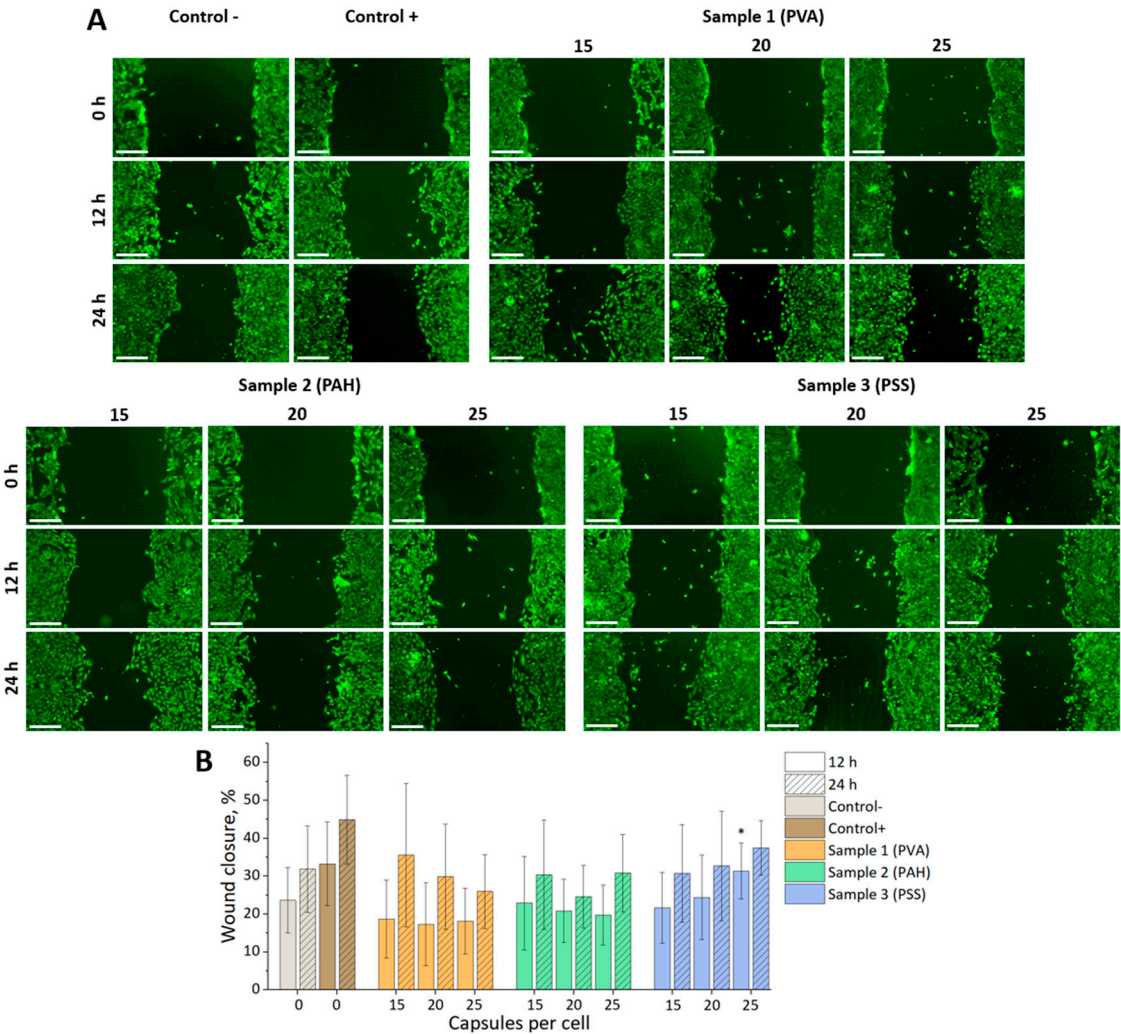 A
Control -
Control +
Sample 1 (PVA)
15
20
25
0 h
12 h
24 h
Sample 2 (PAH)
Sample 3 (PSS)
15
20
25
15
20
25
0 h
12 h
24 h
B
Wound closure, %
60
50
40
30
20
10
0
*
0
0
15
20
25
15
20
25
15
20
25
Capsules per cell
12 h
24 h
Control-
Control+
Sample 1 (PVA)
Sample 2 (PAH)
Sample 3 (PSS)